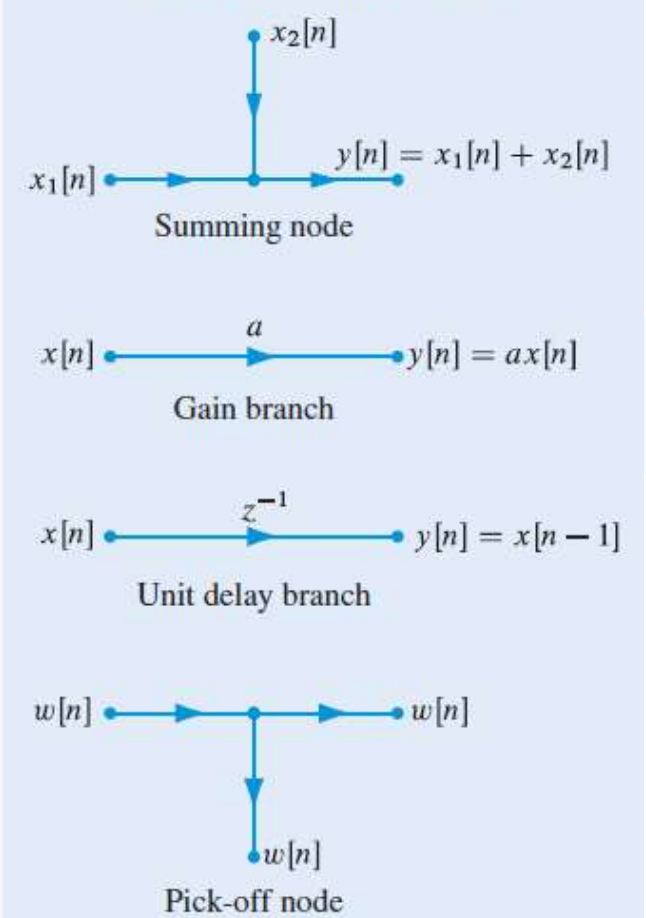 x₂[n]
y[n] = x₁[n] + x₂[n]
x₁[n]
Summing node
a
x[n] y[n] = ax[n]
Gain branch
z⁻¹
x[n] y[n] = x[n − 1]
Unit delay branch
w[n] w[n]
w[n]
Pick-off node